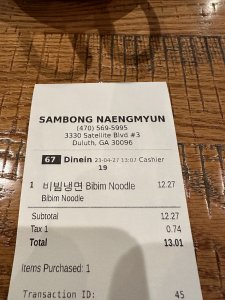 SAMBONG NAENGMYUN
(470) 569-5995
3330 Satellite Blvd #3
Duluth, GA 30096
67 Dinein 23-04-27 13:07 Cashier
19
1 비빔냉면 Bibim Noodle 12.27
Bibim Noodle
Subtotal 12.27
Tax 1 0.74
Total 13.01
Items Purchased: 1
Transaction ID: 45